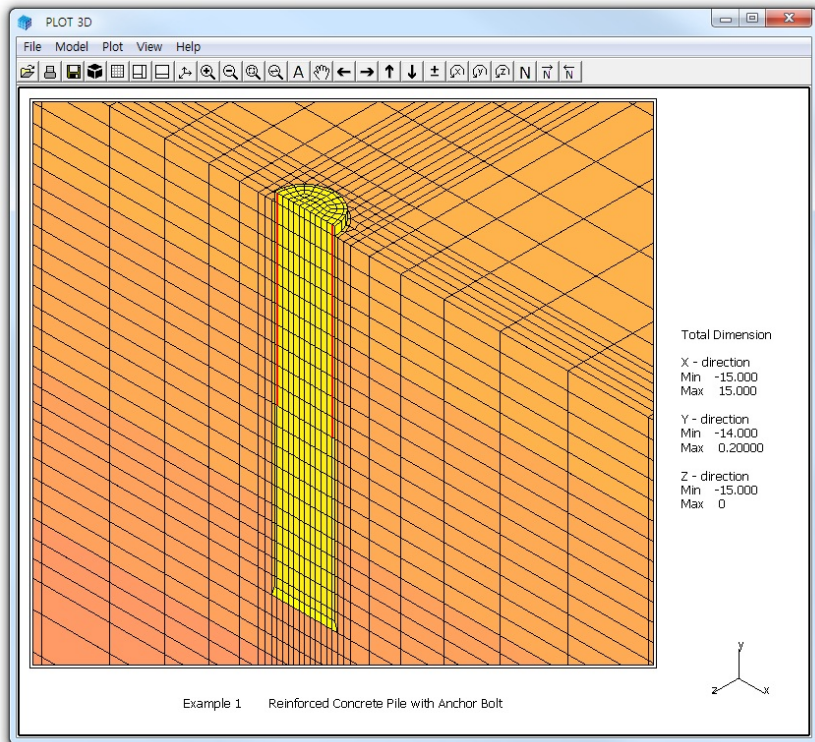 PLOT 3D
File Model Plot View Help
A ± x y z N N N
Total Dimension
X - direction
Min -15.000
Max 15.000
Y - direction
Min -14.000
Max 0.20000
Z - direction
Min -15.000
Max 0
y
z x
Example 1 Reinforced Concrete Pile with Anchor Bolt